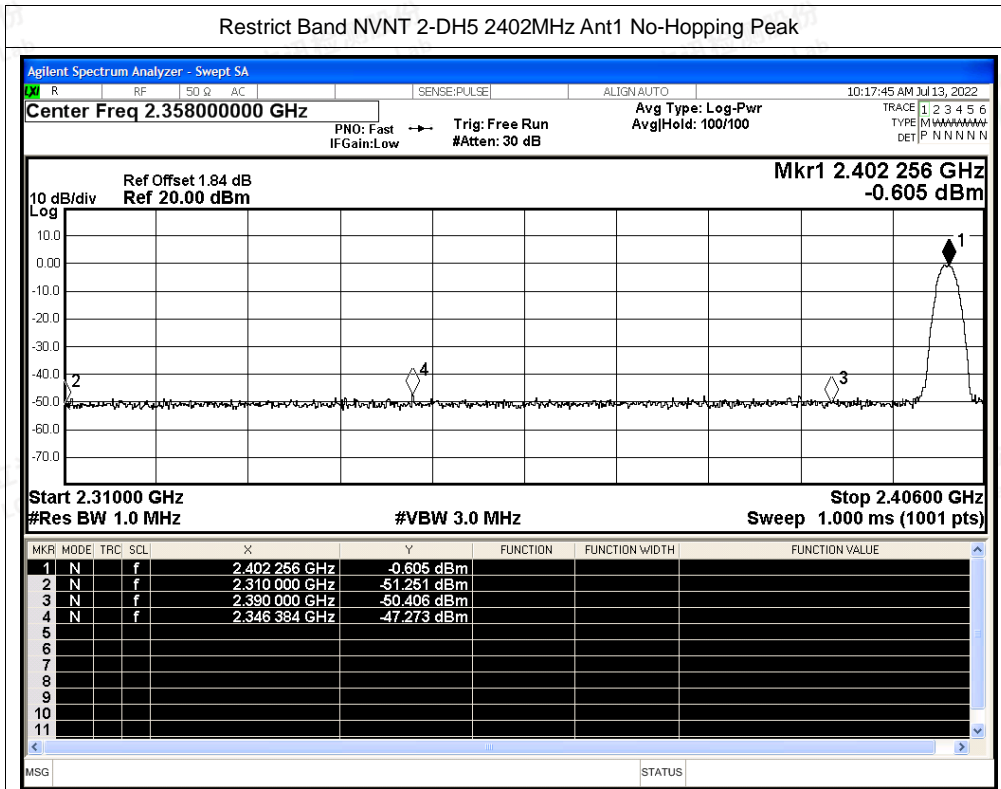 Restrict Band NVNT 2-DH5 2402MHz Ant1 No-Hopping Peak
Agilent Spectrum Analyzer - Swept SA
LXI R RF 50 Ω AC SENSE:PULSE ALIGN AUTO 10:17:45 AM Jul 13, 2022
Center Freq 2.358000000 GHz
PNO: Fast Trig: Free Run Avg Type: Log-Pwr TRACE 1 2 3 4 5 6
IFGain:Low #Atten: 30 dB Avg|Hold: 100/100 TYPE M
DET P N N N N N
Mkr1 2.402 256 GHz
-0.605 dBm
Ref Offset 1.84 dB
10 dB/div Ref 20.00 dBm
Log
10.0
0.00
-10.0
-20.0
-30.0
-40.0
-50.0
-60.0
-70.0
1
2
4
3
Start 2.31000 GHz Stop 2.40600 GHz
#Res BW 1.0 MHz #VBW 3.0 MHz Sweep 1.000 ms (1001 pts)
MKR MODE TRC SCL X Y FUNCTION FUNCTION WIDTH FUNCTION VALUE
1 N f 2.402 256 GHz -0.605 dBm
2 N f 2.310 000 GHz -51.251 dBm
3 N f 2.390 000 GHz -50.406 dBm
4 N f 2.346 384 GHz -47.273 dBm
5
6
7
8
9
10
11
MSG STATUS